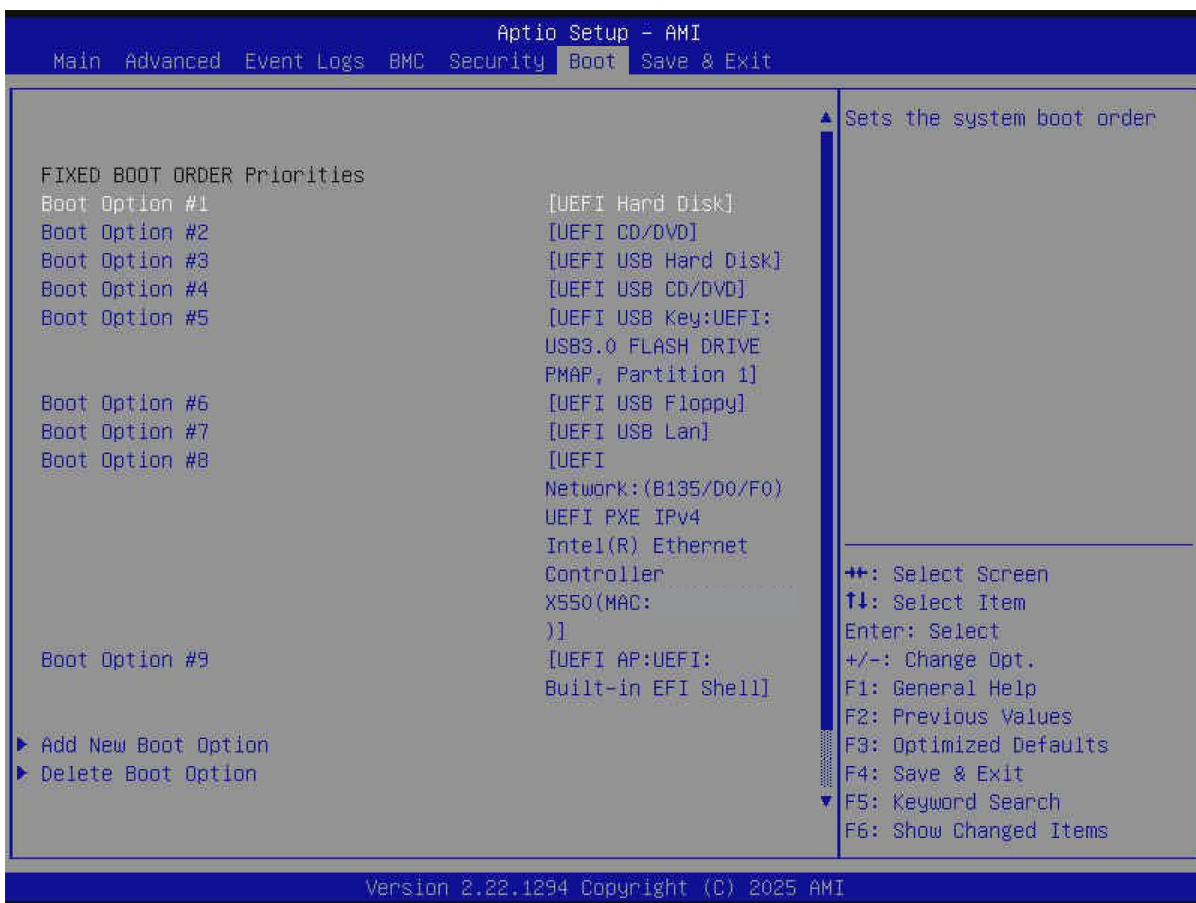 Aptio Setup - AMI
Main Advanced Event Logs BMC Security Boot Save & Exit
Sets the system boot order
FIXED BOOT ORDER Priorities
Boot Option #1 [UEFI Hard Disk]
Boot Option #2 [UEFI CD/DVD]
Boot Option #3 [UEFI USB Hard Disk]
Boot Option #4 [UEFI USB CD/DVD]
Boot Option #5 [UEFI USB Key:UEFI:
USB3.0 FLASH DRIVE
PMAP, Partition 1]
Boot Option #6 [UEFI USB Floppy]
Boot Option #7 [UEFI USB Lan]
Boot Option #8 [UEFI
Network:(B135/D0/F0)
UEFI PXE IPv4
Intel(R) Ethernet
Controller
X550(MAC:
)]
Boot Option #9 [UEFI AP:UEFI:
Built-in EFI Shell]
Add New Boot Option
Delete Boot Option
→←: Select Screen
↑↓: Select Item
Enter: Select
+/-: Change Opt.
F1: General Help
F2: Previous Values
F3: Optimized Defaults
F4: Save & Exit
F5: Keyword Search
F6: Show Changed Items
Version 2.22.1294 Copyright (C) 2025 AMI